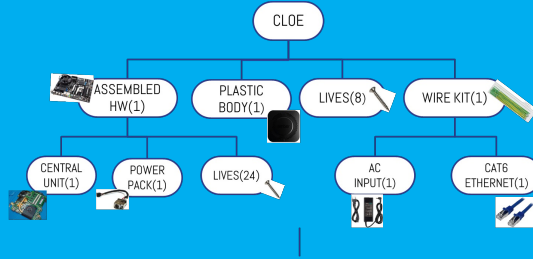 CLOE
ASSEMBLED
HW(1)
PLASTIC
BODY(1)
LIVES(8)
WIRE KIT(1)
CENTRAL
UNIT(1)
POWER
PACK(1)
LIVES(24)
AC
INPUT(1)
CAT6
ETHERNET(1)